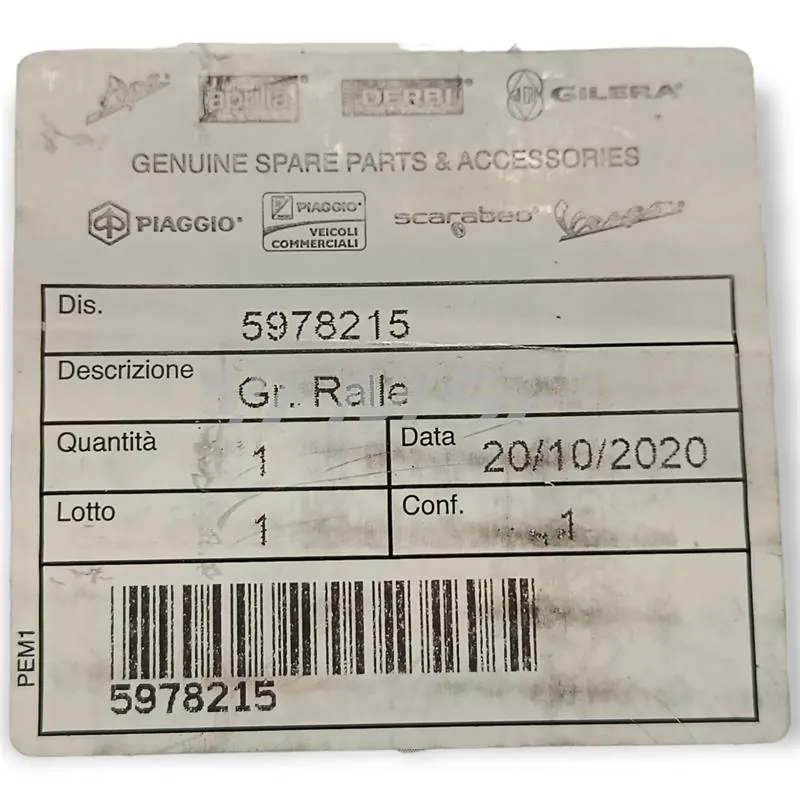 aprilia DERBI GILERA
GENUINE SPARE PARTS & ACCESSORIES
PIAGGIO PIAGGIO scarabeo Vespa
VEICOLI
COMMERCIALI
Dis. 5978215
Descrizione Gr. Ralle
Quantità 1 Data 20/10/2020
Lotto 1 Conf. 1
PEM1
5978215